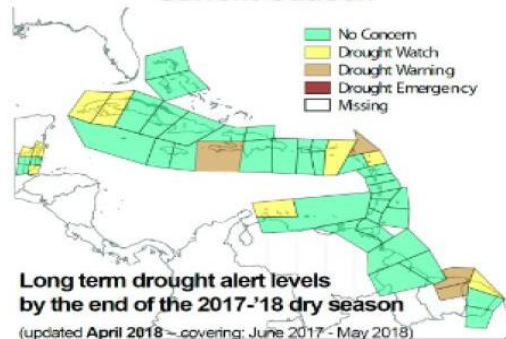 No Concern
Drought Watch
Drought Warning
Drought Emergency
Missing
Long term drought alert levels
by the end of the 2017-'18 dry season
(updated April 2018 – covering: June 2017 - May 2018)